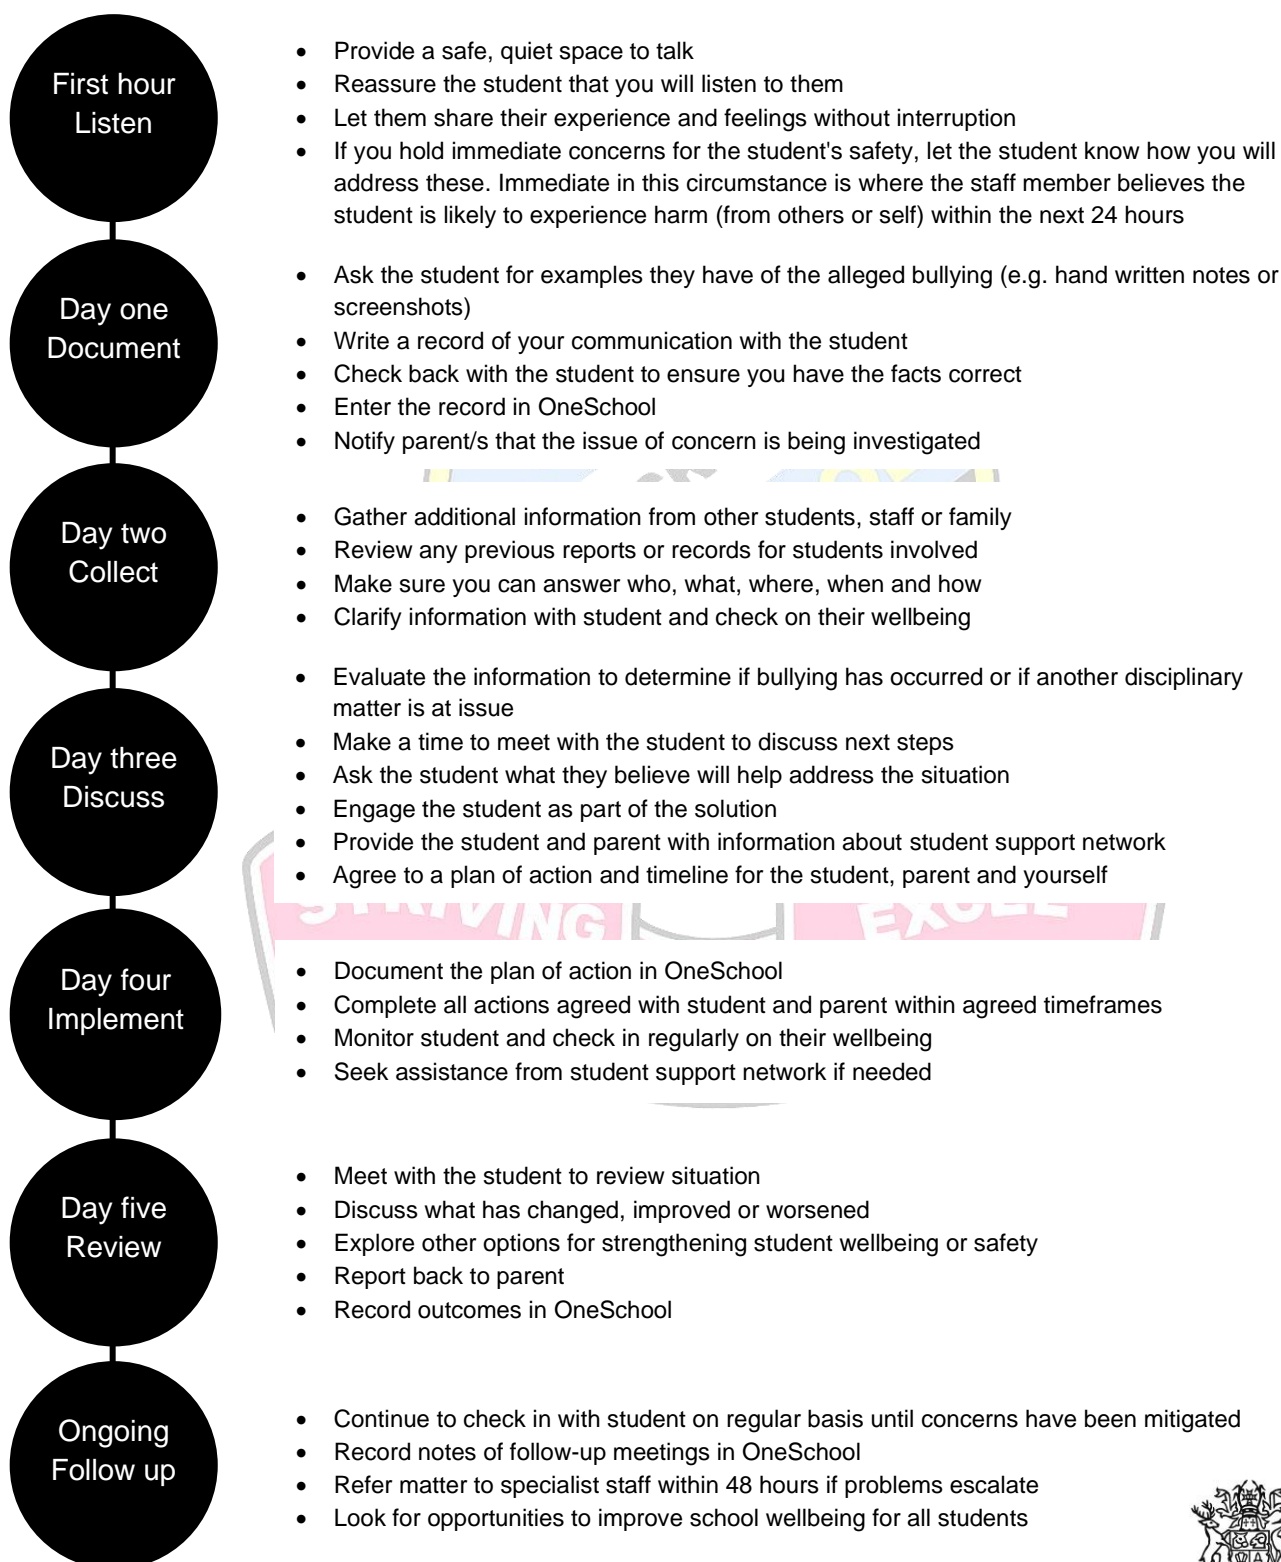 First hour
Listen
• Provide a safe, quiet space to talk
• Reassure the student that you will listen to them
• Let them share their experience and feelings without interruption
• If you hold immediate concerns for the student's safety, let the student know how you will
address these. Immediate in this circumstance is where the staff member believes the
student is likely to experience harm (from others or self) within the next 24 hours
Day one
Document
• Ask the student for examples they have of the alleged bullying (e.g. hand written notes or
screenshots)
• Write a record of your communication with the student
• Check back with the student to ensure you have the facts correct
• Enter the record in OneSchool
• Notify parent/s that the issue of concern is being investigated
Day two
Collect
• Gather additional information from other students, staff or family
• Review any previous reports or records for students involved
• Make sure you can answer who, what, where, when and how
• Clarify information with student and check on their wellbeing
Day three
Discuss
• Evaluate the information to determine if bullying has occurred or if another disciplinary
matter is at issue
• Make a time to meet with the student to discuss next steps
• Ask the student what they believe will help address the situation
• Engage the student as part of the solution
• Provide the student and parent with information about student support network
• Agree to a plan of action and timeline for the student, parent and yourself
STRIVING EXCEL
Day four
Implement
• Document the plan of action in OneSchool
• Complete all actions agreed with student and parent within agreed timeframes
• Monitor student and check in regularly on their wellbeing
• Seek assistance from student support network if needed
Day five
Review
• Meet with the student to review situation
• Discuss what has changed, improved or worsened
• Explore other options for strengthening student wellbeing or safety
• Report back to parent
• Record outcomes in OneSchool
Ongoing
Follow up
• Continue to check in with student on regular basis until concerns have been mitigated
• Record notes of follow-up meetings in OneSchool
• Refer matter to specialist staff within 48 hours if problems escalate
• Look for opportunities to improve school wellbeing for all students